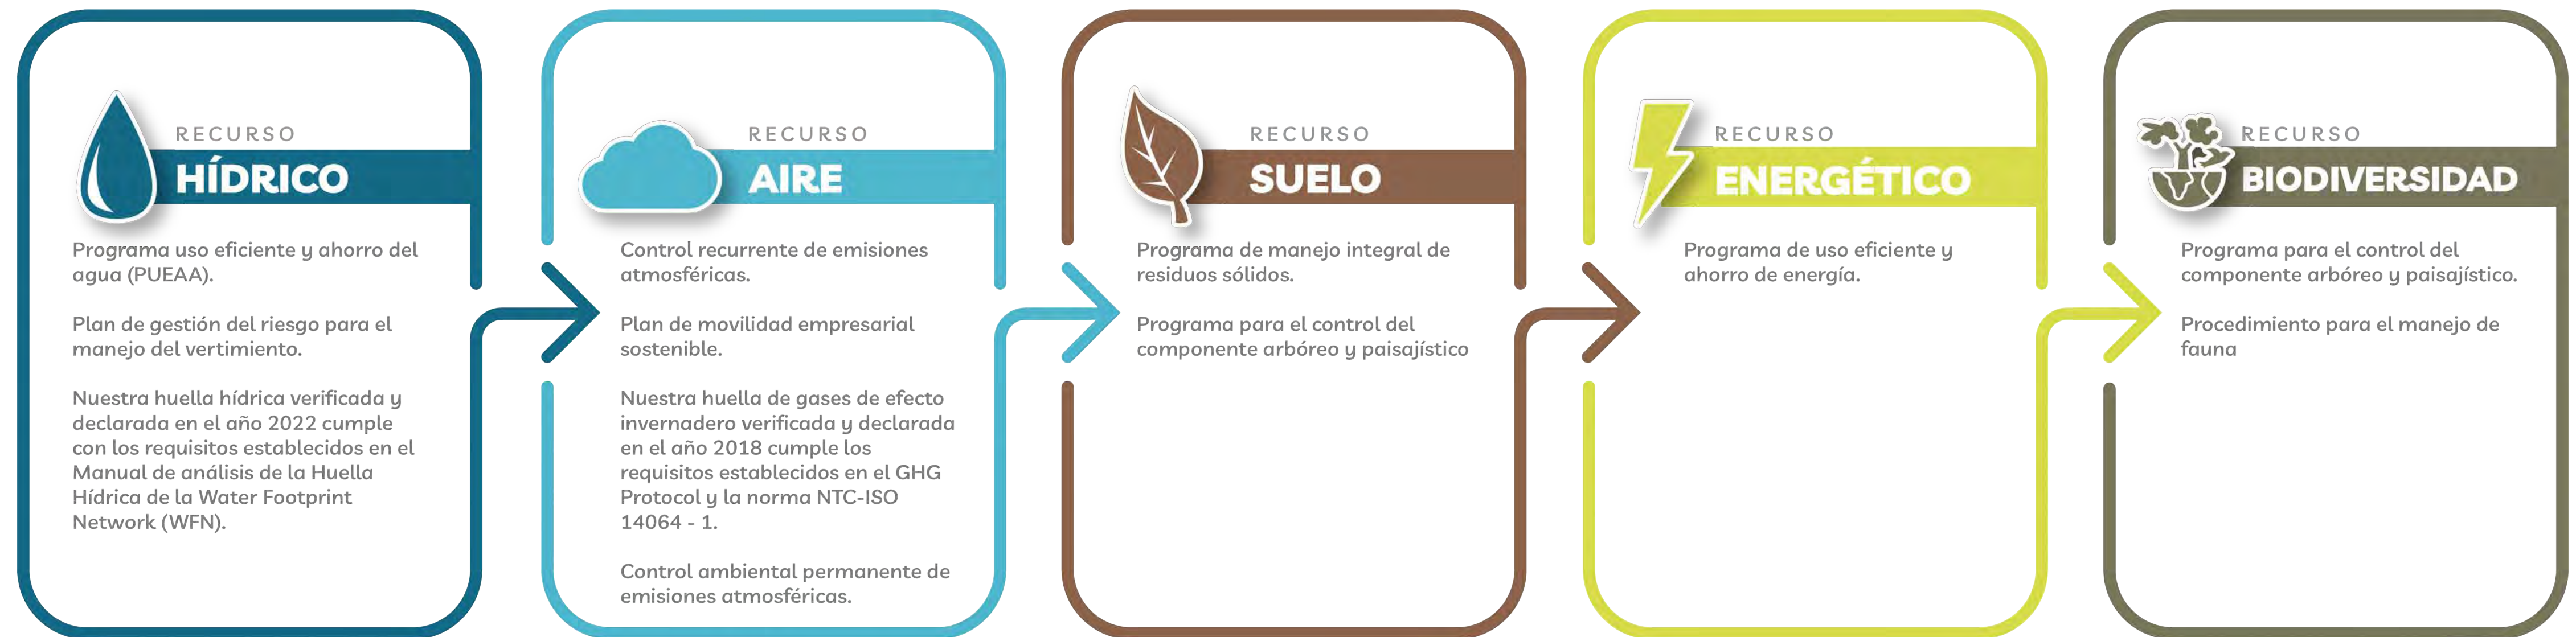 RECURSO
HÍDRICO
Programa uso eficiente y ahorro del
agua (PUEAA).
Plan de gestión del riesgo para el
manejo del vertimiento.
Nuestra huella hídrica verificada y
declarada en el año 2022 cumple
con los requisitos establecidos en el
Manual de análisis de la Huella
Hídrica de la Water Footprint
Network (WFN).
RECURSO
AIRE
Control recurrente de emisiones
atmosféricas.
Plan de movilidad empresarial
sostenible.
Nuestra huella de gases de efecto
invernadero verificada y declarada
en el año 2018 cumple los
requisitos establecidos en el GHG
Protocol y la norma NTC-ISO
14064 - 1.
Control ambiental permanente de
emisiones atmosféricas.
RECURSO
SUELO
Programa de manejo integral de
residuos sólidos.
Programa para el control del
componente arbóreo y paisajístico
RECURSO
ENERGÉTICO
Programa de uso eficiente y
ahorro de energía.
RECURSO
BIODIVERSIDAD
Programa para el control del
componente arbóreo y paisajístico.
Procedimiento para el manejo de
fauna